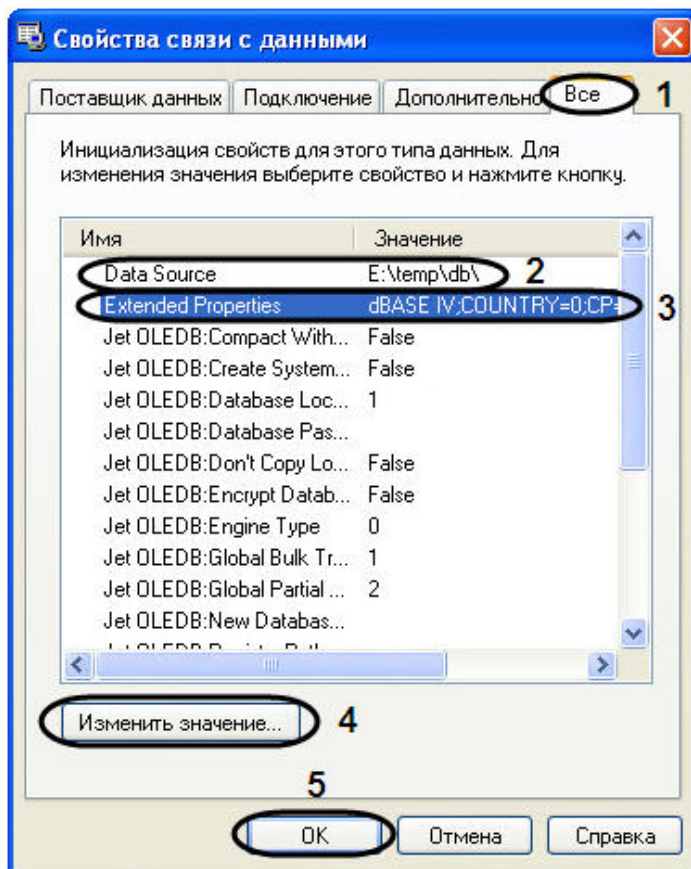 Свойства связи с данными
Поставщик данных Подключение Дополнительно Все 1
Инициализация свойств для этого типа данных. Для
изменения значения выберите свойство и нажмите кнопку.
Имя Значение
Data Source E:\temp\db\ 2
Extended Properties dBASE IV;COUNTRY=0;CP= 3
Jet OLEDB:Compact With... False
Jet OLEDB:Create System... False
Jet OLEDB:Database Loc... 1
Jet OLEDB:Database Pas...
Jet OLEDB:Don't Copy Lo... False
Jet OLEDB:Encrypt Datab... False
Jet OLEDB:Engine Type 0
Jet OLEDB:Global Bulk Tr... 1
Jet OLEDB:Global Partial ... 2
Jet OLEDB:New Databas...
Изменить значение... 4
5
OK Отмена Справка